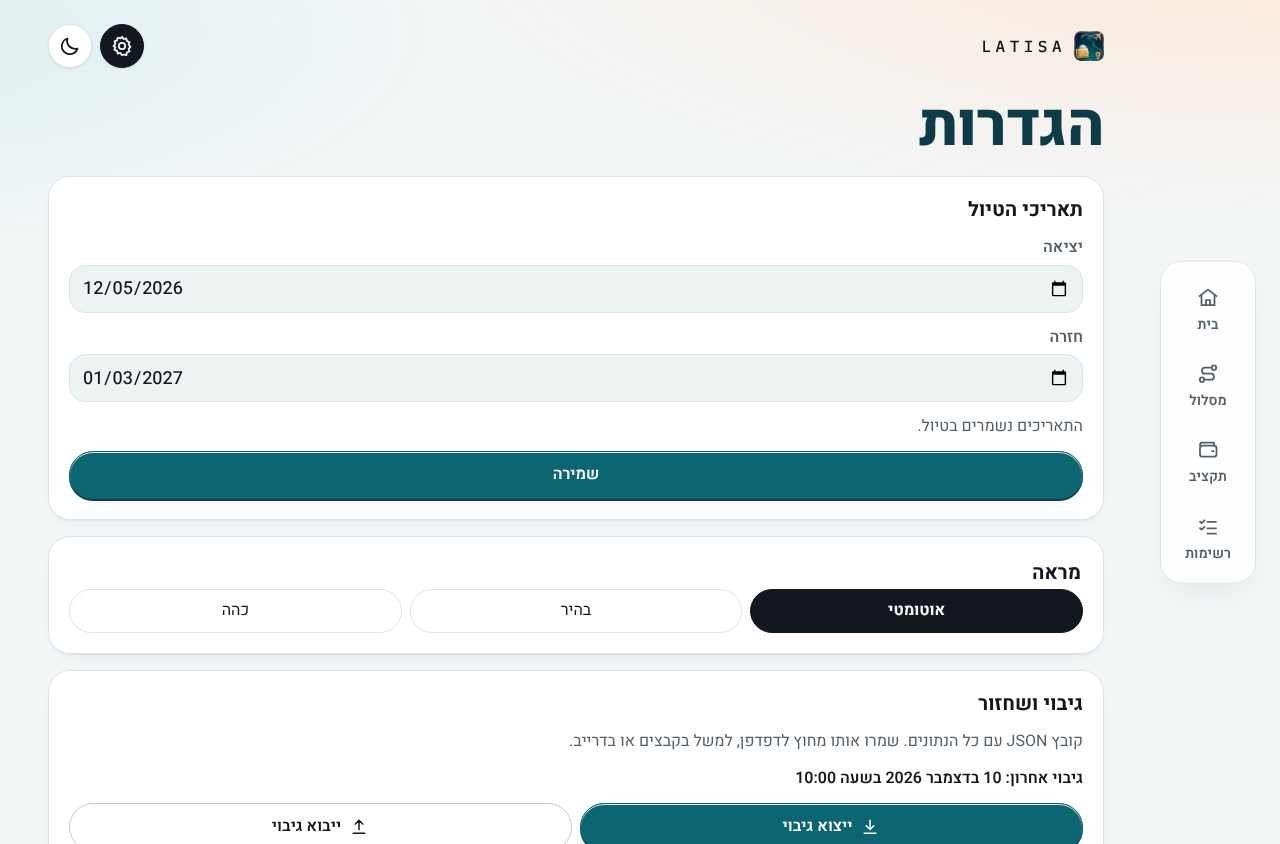 LATISA
הגדרות
תאריכי הטיול
יציאה
12/05/2026
חזרה
01/03/2027
התאריכים נשמרים בטיול.
שמירה
מראה
אוטומטי
בהיר
כהה
גיבוי ושחזור
קובץ JSON עם כל הנתונים. שמרו אותו מחוץ לדפדפן, למשל בקבצים או בדרייב.
גיבוי אחרון: 10 בדצמבר 2026 בשעה 10:00
ייצוא גיבוי
ייבוא גיבוי
בית
מסלול
תקציב
רשימות